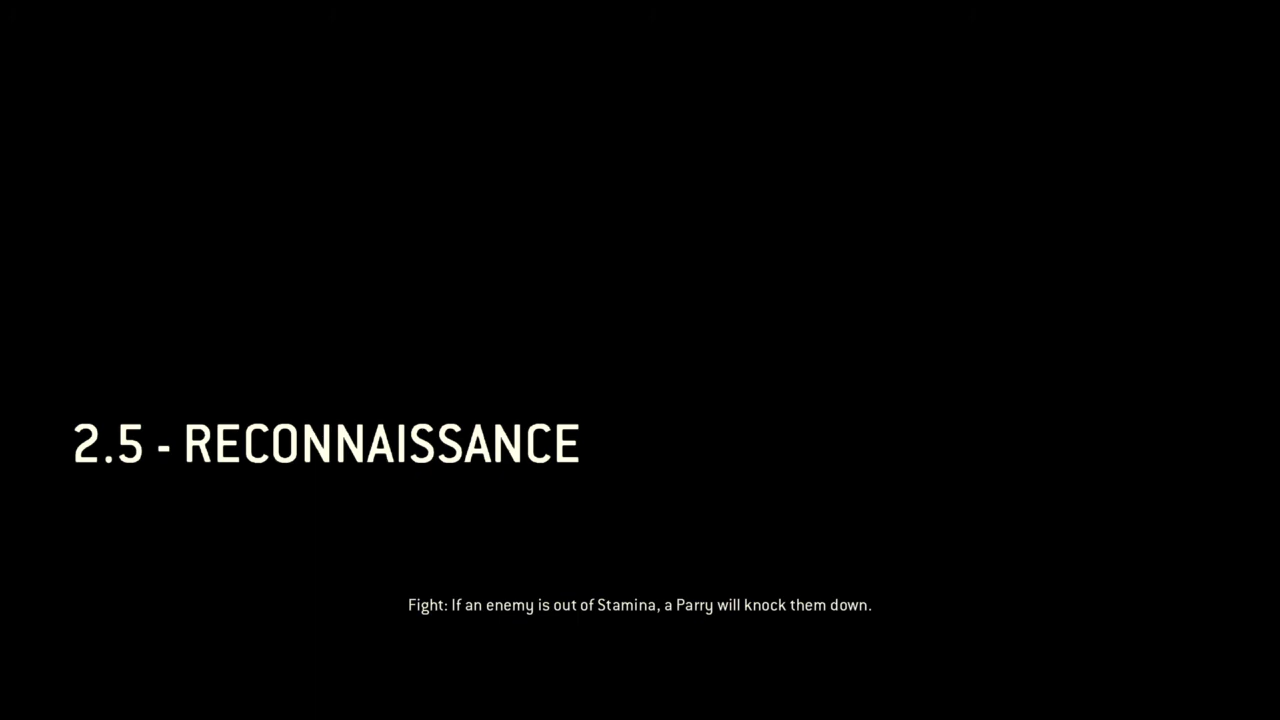 2.5 - RECONNAISSANCE
Fight: If an enemy is out of Stamina, a Parry will knock them down.